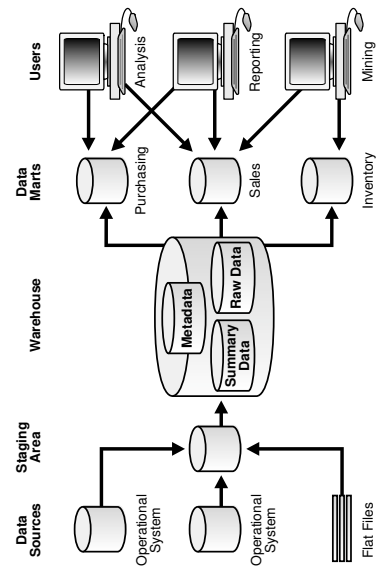 Data
Sources
Staging
Area
Warehouse
Data
Marts
Users
Operational
System
Operational
System
Flat Files
Metadata
Summary
Data
Raw Data
Purchasing
Sales
Inventory
Analysis
Reporting
Mining